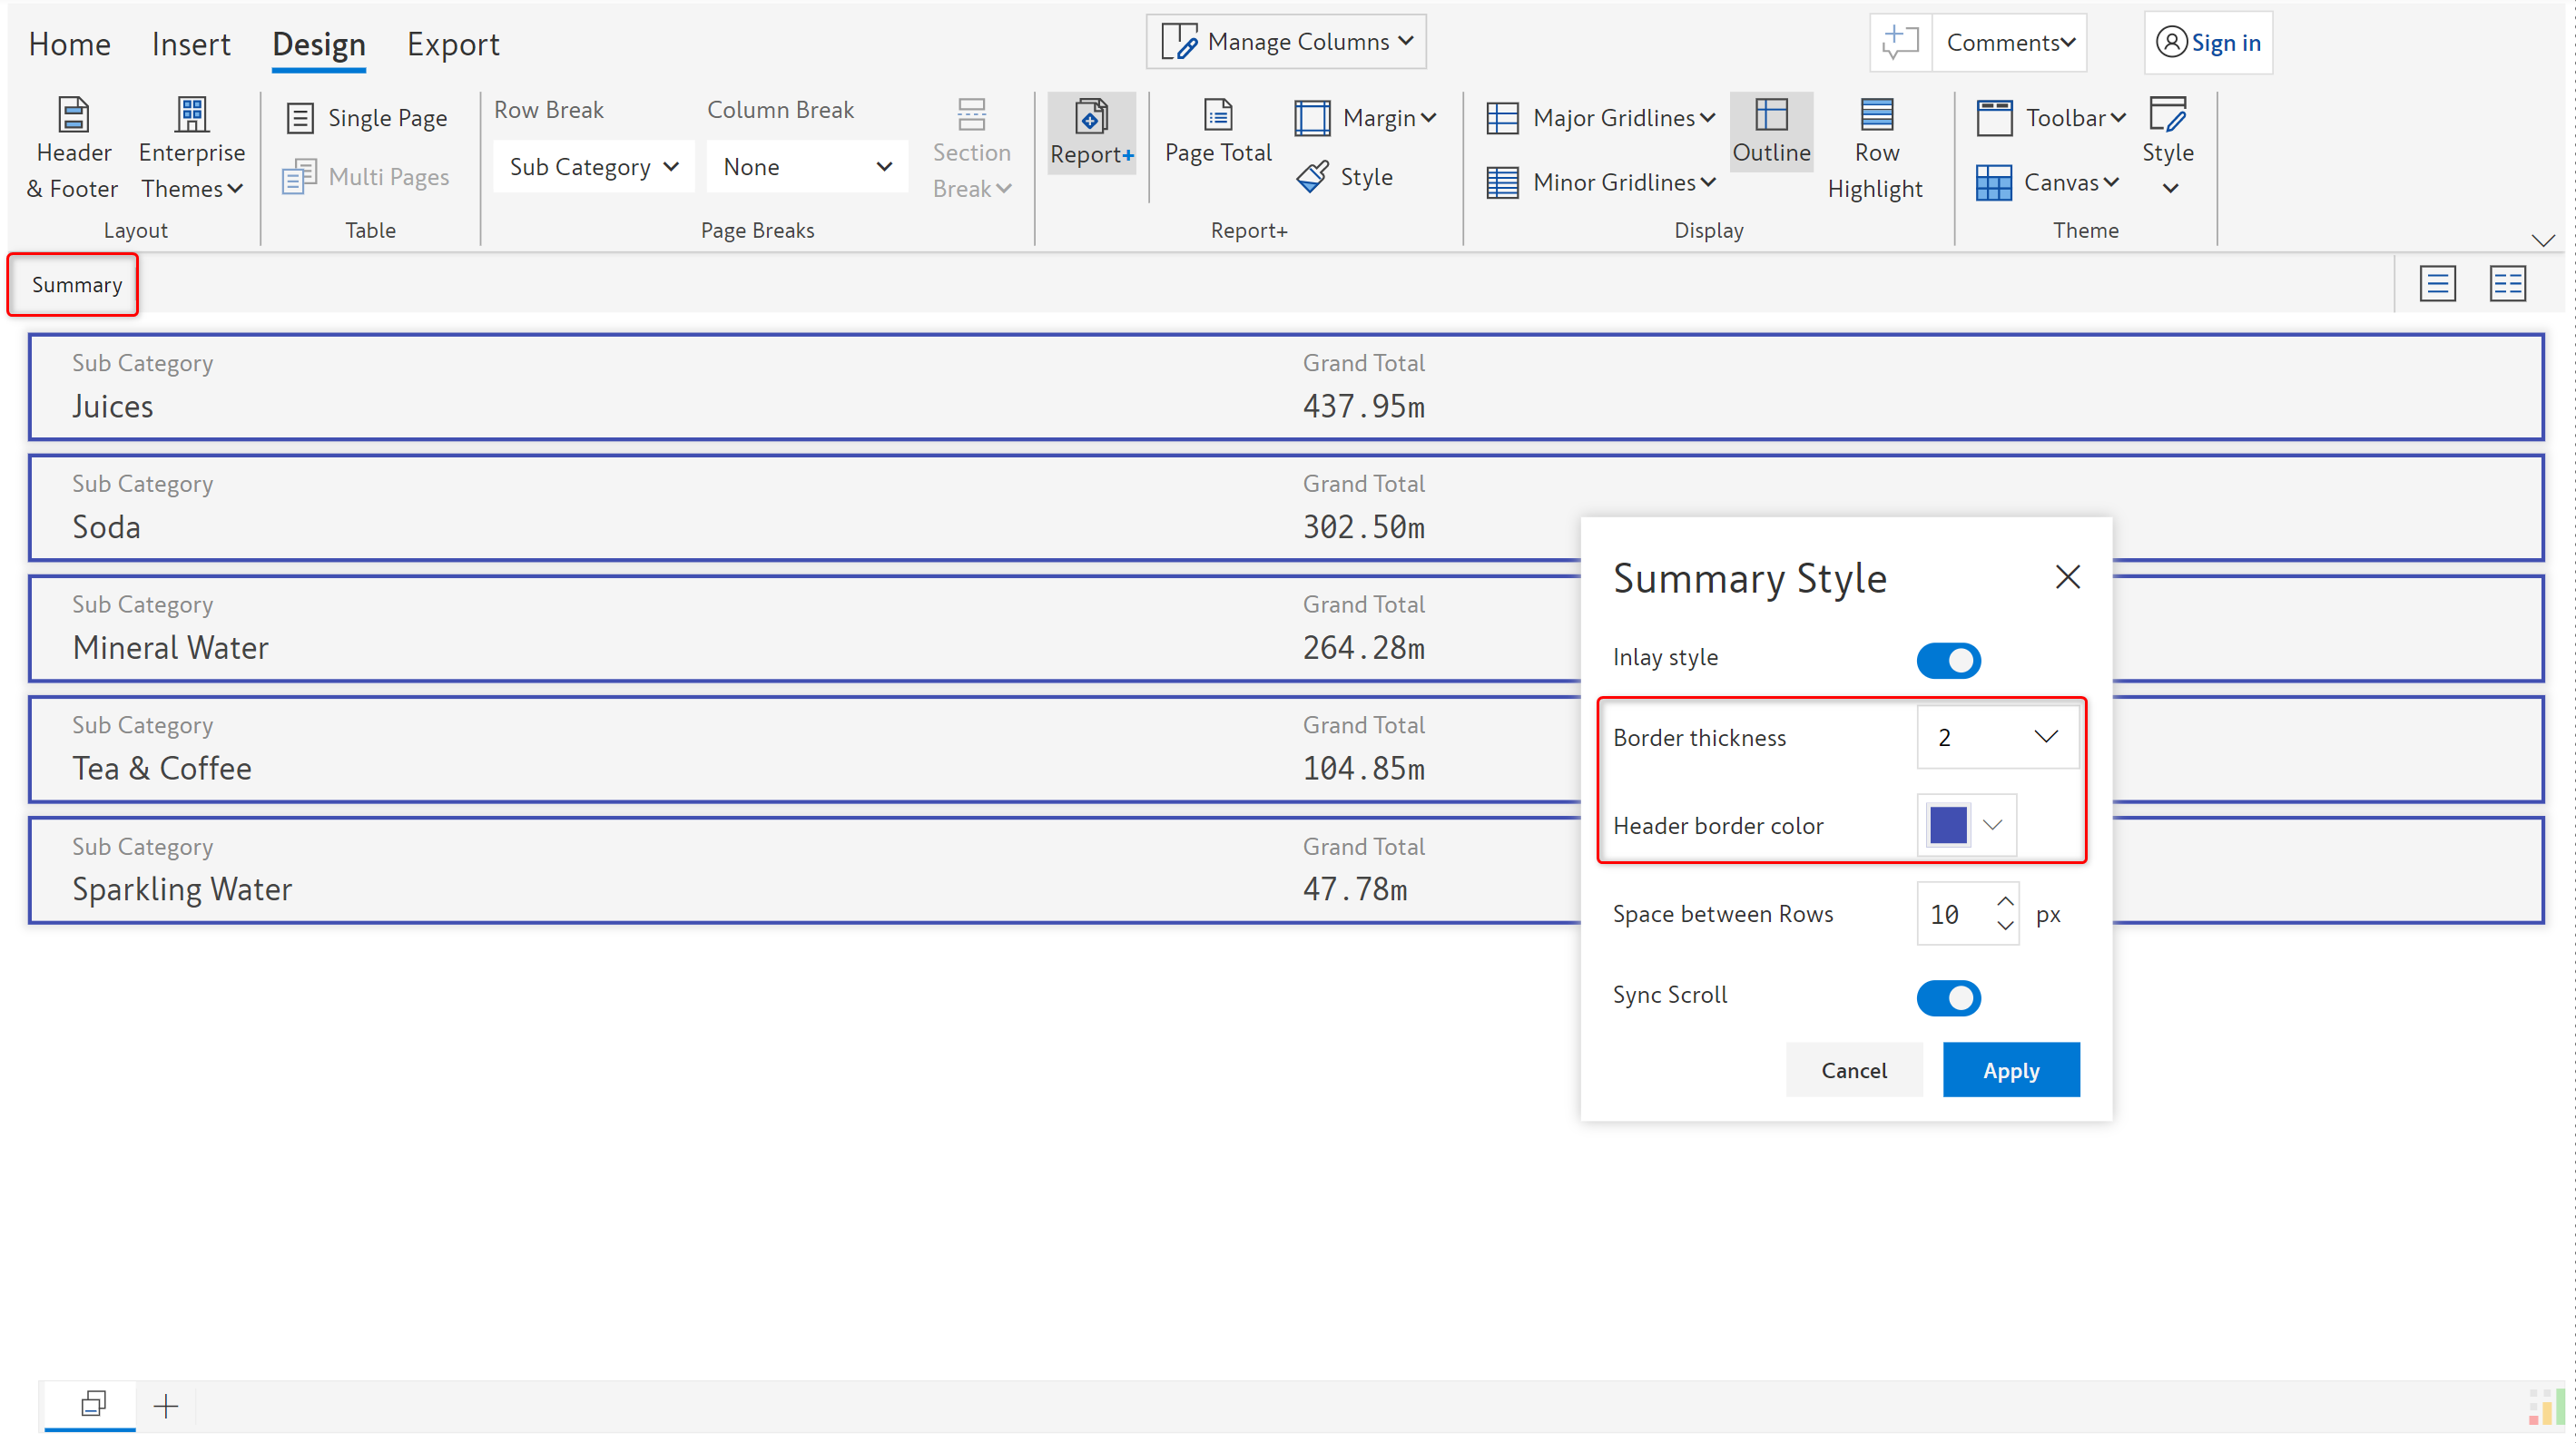 Home Insert Design Export Manage Columns Comments Sign in
Header & Footer
Enterprise Themes
Layout
Single Page
Multi Pages
Table
Row Break
Sub Category
Column Break
None
Section Break
Page Breaks
Report+
Page Total
Margin
Style
Report+
Major Gridlines
Minor Gridlines
Outline
Row Highlight
Display
Toolbar
Canvas
Style
Theme
Summary
Sub Category Grand Total
Juices 437.95m
Sub Category Grand Total
Soda 302.50m
Sub Category Grand Total
Mineral Water 264.28m
Sub Category Grand Total
Tea & Coffee 104.85m
Sub Category Grand Total
Sparkling Water 47.78m
Summary Style
Inlay style
Border thickness 2
Header border color
Space between Rows 10 px
Sync Scroll
Cancel Apply